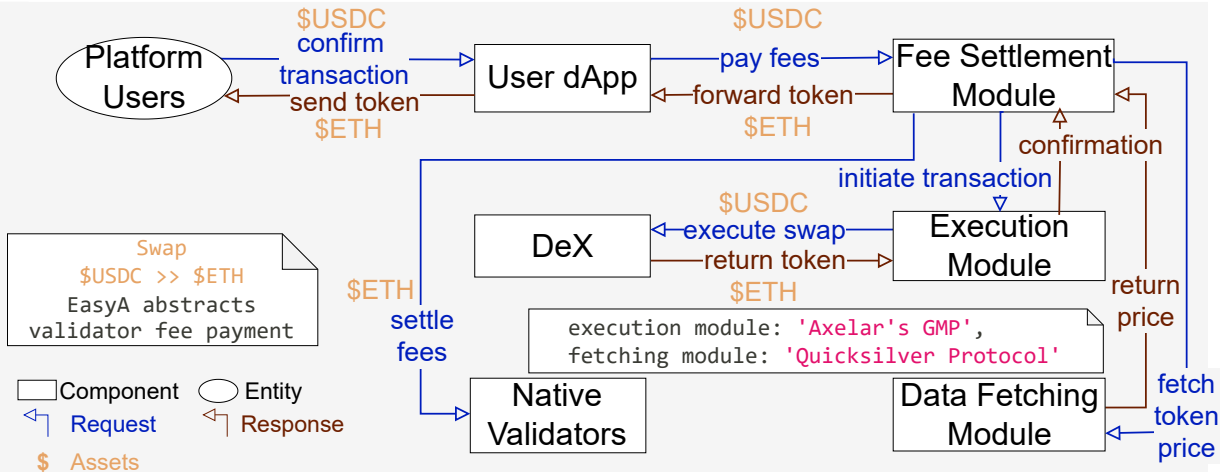 $USDC
confirm
transaction
send token
$ETH
Platform
Users
User dApp
$USDC
pay fees
forward token
$ETH
Fee Settlement
Module
confirmation
initiate transaction
$USDC
execute swap
return token
$ETH
DeX
Execution
Module
return
price
Swap
$USDC >> $ETH
EasyA abstracts
validator fee payment
$ETH
settle
fees
execution module: 'Axelar's GMP',
fetching module: 'Quicksilver Protocol'
Component
Entity
Request
Response
$ Assets
Native
Validators
Data Fetching
Module
fetch
token
price